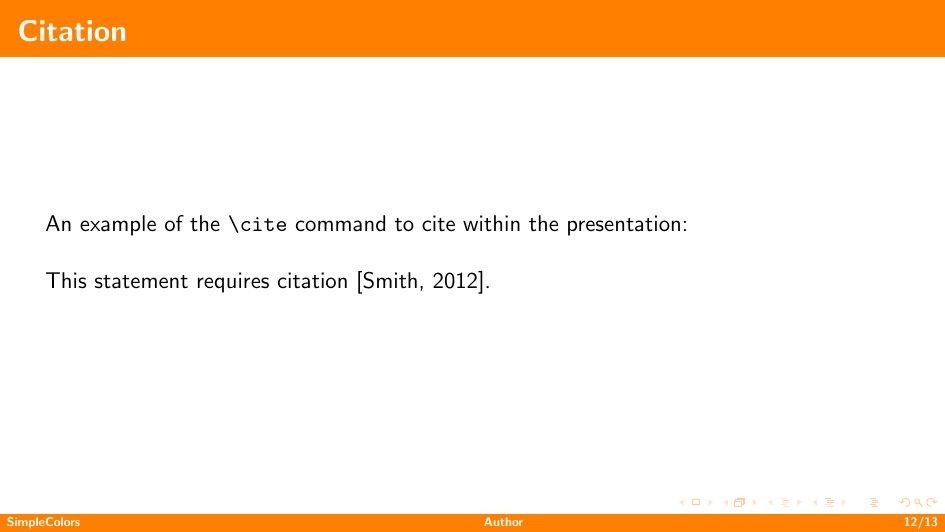 Citation
An example of the \cite command to cite within the presentation:
This statement requires citation [Smith, 2012].
SimpleColors Author 12/13